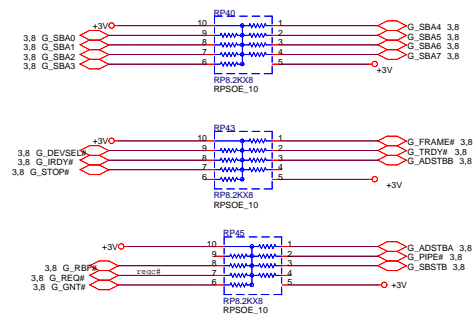 RP40
+3V 10 1 G_SBA4 3,8
3,8 G_SBA0 9 2 G_SBA5 3,8
3,8 G_SBA1 8 3 G_SBA6 3,8
3,8 G_SBA2 7 4 G_SBA7 3,8
3,8 G_SBA3 6 5 +3V
RP8.2KX8
RPSOE_10
RP43
+3V 10 1 G_FRAME# 3,8
3,8 G_DEVSEL# 9 2 G_TRDY# 3,8
3,8 G_IRDY# 8 3 G_ADSTBB 3,8
3,8 G_STOP# 7 4
6 5 +3V
RP8.2KX8
RPSOE_10
RP45
+3V 10 1 G_ADSTBA 3,8
9 2 G_PIPE# 3,8
3,8 G_RBF# 8 3 G_SBSTB 3,8
3,8 G_REQ# reqc# 7 4
3,8 G_GNT# 6 5 +3V
RP8.2KX8
RPSOE_10